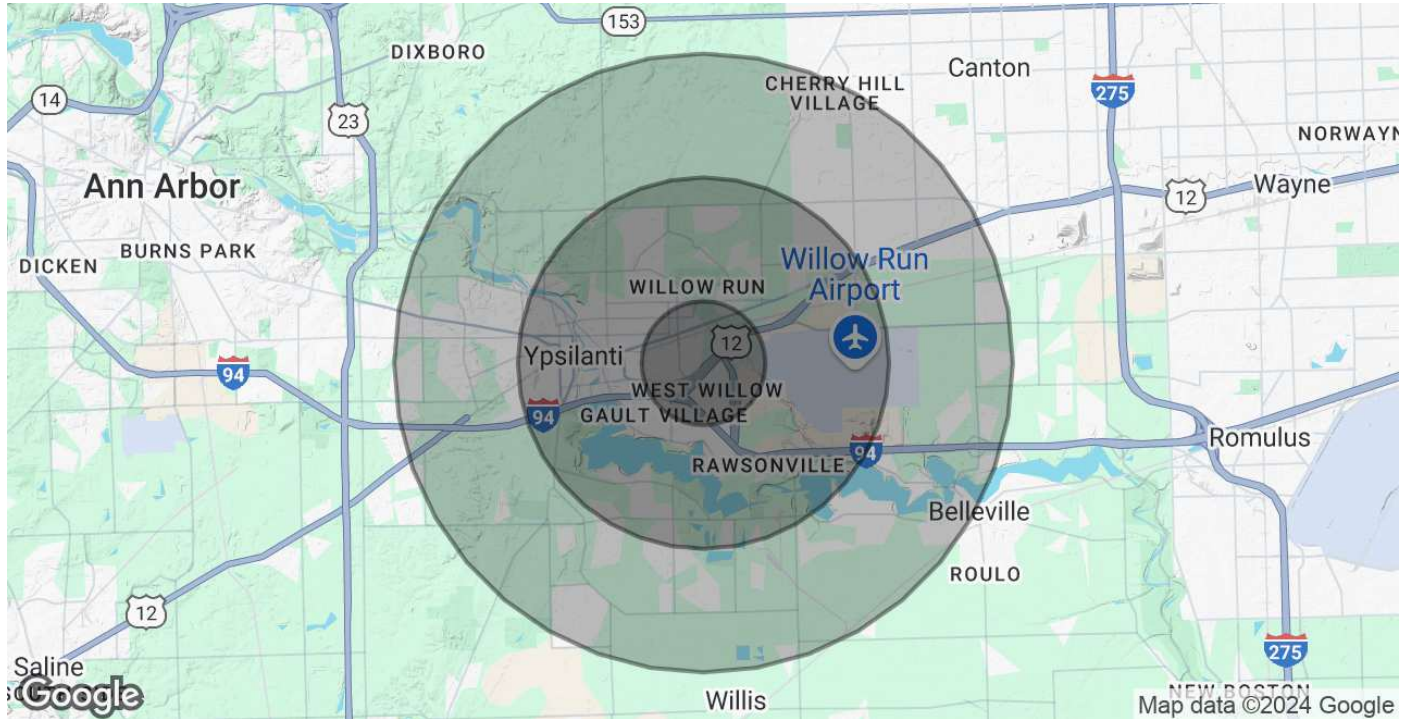 153
DIXBORO
Canton
CHERRY HILL
VILLAGE
275
14
23
NORWAYN
Ann Arbor
12
Wayne
BURNS PARK
DICKEN
Willow Run
Airport
WILLOW RUN
12
Ypsilanti
94
WEST WILLOW
GAULT VILLAGE
94
Romulus
94
RAWSONVILLE
Belleville
ROULO
12
Saline
275
Google
Willis
NEW BOSTON
Map data ©2024 Google